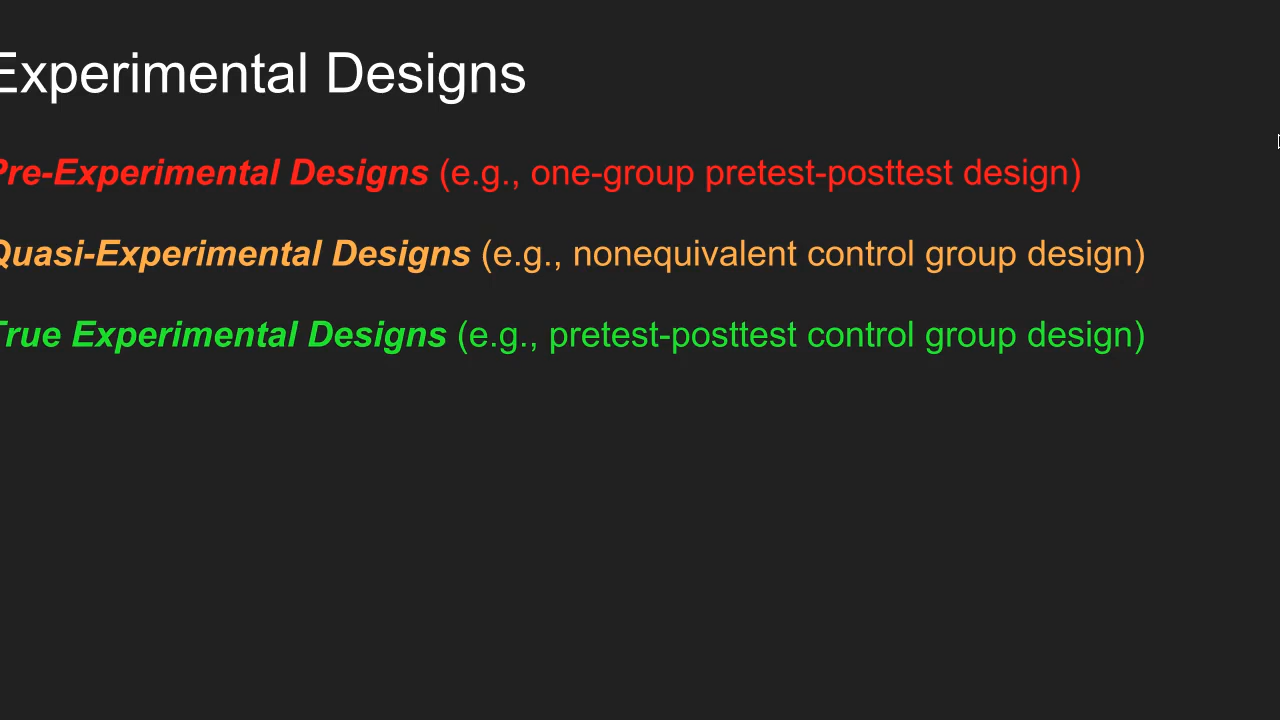 Experimental Designs
Pre-Experimental Designs (e.g., one-group pretest-posttest design)
Quasi-Experimental Designs (e.g., nonequivalent control group design)
True Experimental Designs (e.g., pretest-posttest control group design)